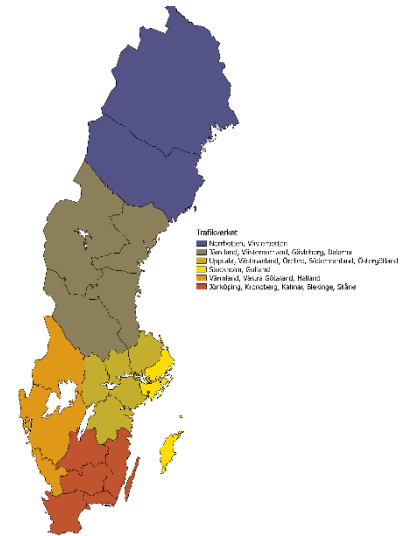 Trafikverket
Norrbotten, Västerbotten
Jämtland, Västernorrland, Gävleborg, Dalarna
Uppsala, Västmanland, Örebro, Södermanland, Östergötland
Stockholm, Gotland
Värmland, Västra Götaland, Halland
Jönköping, Kronoberg, Kalmar, Blekinge, Skåne